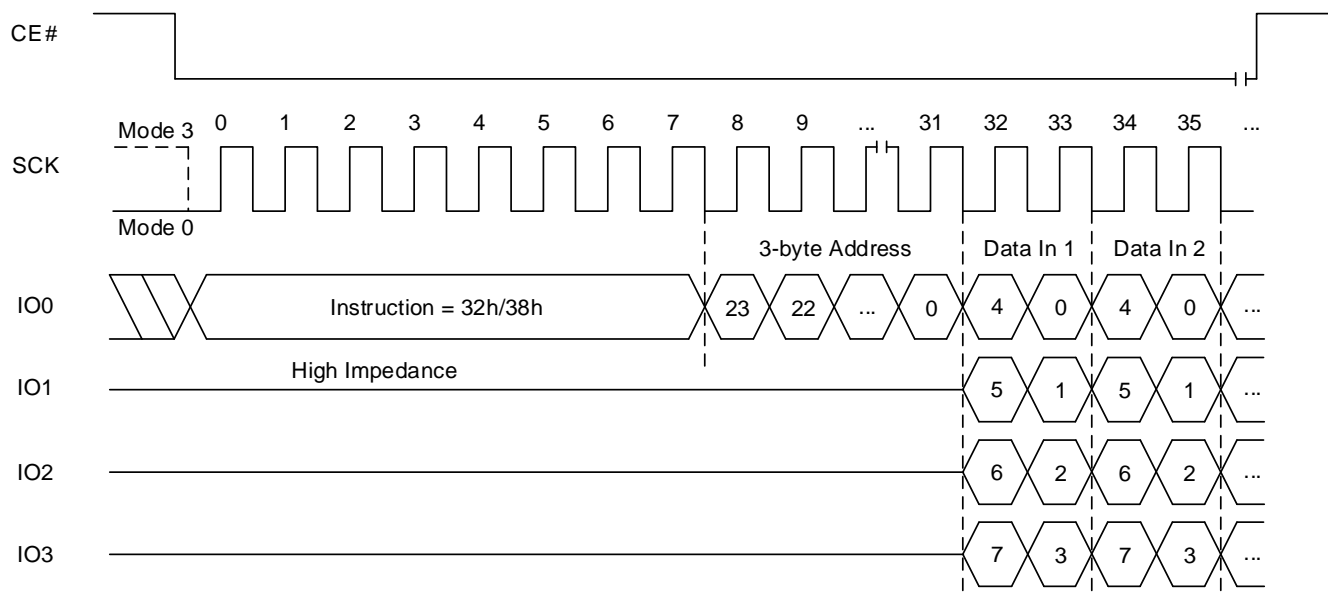 CE#
Mode 3 0 1 2 3 4 5 6 7 8 9 ... 31 32 33 34 35 ...
SCK
Mode 0
3-byte Address Data In 1 Data In 2
IO0 Instruction = 32h/38h 23 22 ... 0 4 0 4 0 ...
High Impedance
IO1 5 1 5 1 ...
IO2 6 2 6 2 ...
IO3 7 3 7 3 ...